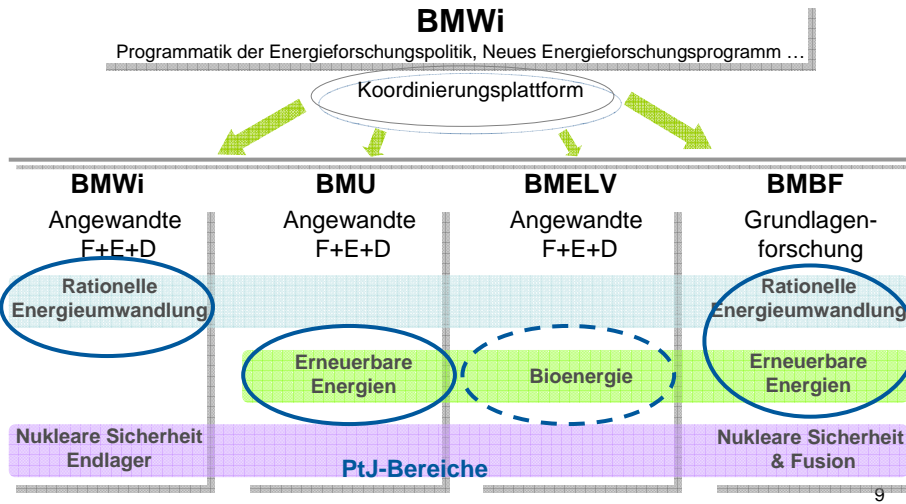 BMWi
Programmatik der Energieforschungspolitik, Neues Energieforschungsprogramm ...
Koordinierungsplattform
BMWi
Angewandte
F+E+D
Rationelle
Energieumwandlung
Nukleare Sicherheit
Endlager
BMU
Angewandte
F+E+D
Erneuerbare
Energien
BMELV
Angewandte
F+E+D
Bioenergie
BMBF
Grundlagen-
forschung
Rationelle
Energieumwandlung
Erneuerbare
Energien
Nukleare Sicherheit
& Fusion
PtJ-Bereiche
9